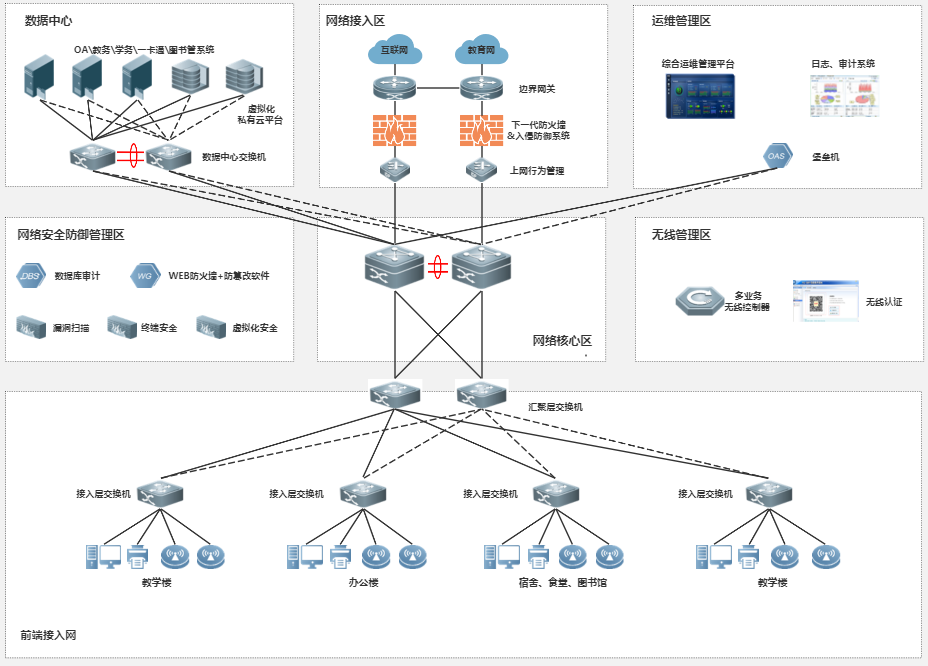 数据中心
OA\教务\学务\一卡通\图书管系统
虚拟化
私有云平台
数据中心交换机
网络接入区
互联网
教育网
边界网关
下一代防火墙
&入侵防御系统
上网行为管理
运维管理区
综合运维管理平台
日志、审计系统
OAS
堡垒机
网络安全防御管理区
DBS
数据库审计
WG
WEB防火墙+防篡改软件
漏洞扫描
终端安全
虚拟化安全
网络核心区
无线管理区
多业务
无线控制器
无线认证
汇聚层交换机
接入层交换机
接入层交换机
接入层交换机
接入层交换机
教学楼
办公楼
宿舍、食堂、图书馆
教学楼
前端接入网